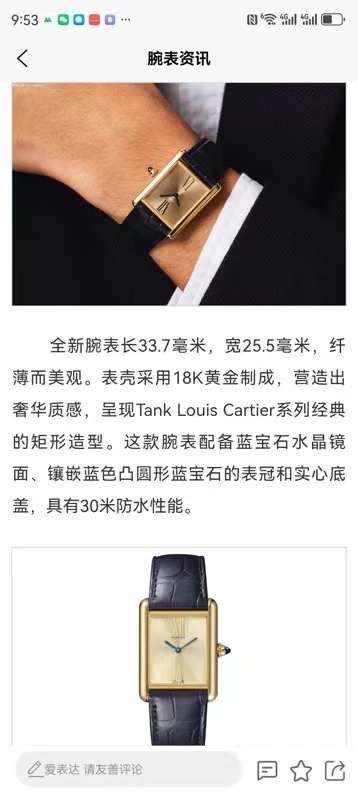 9:53
腕表资讯
全新腕表长33.7毫米，宽25.5毫米，纤
薄而美观。表壳采用18K黄金制成，营造出
奢华质感，呈现Tank Louis Cartier系列经典
的矩形造型。这款腕表配备蓝宝石水晶镜
面、镶嵌蓝色凸圆形蓝宝石的表冠和实心底
盖，具有30米防水性能。
爱表达 请友善评论